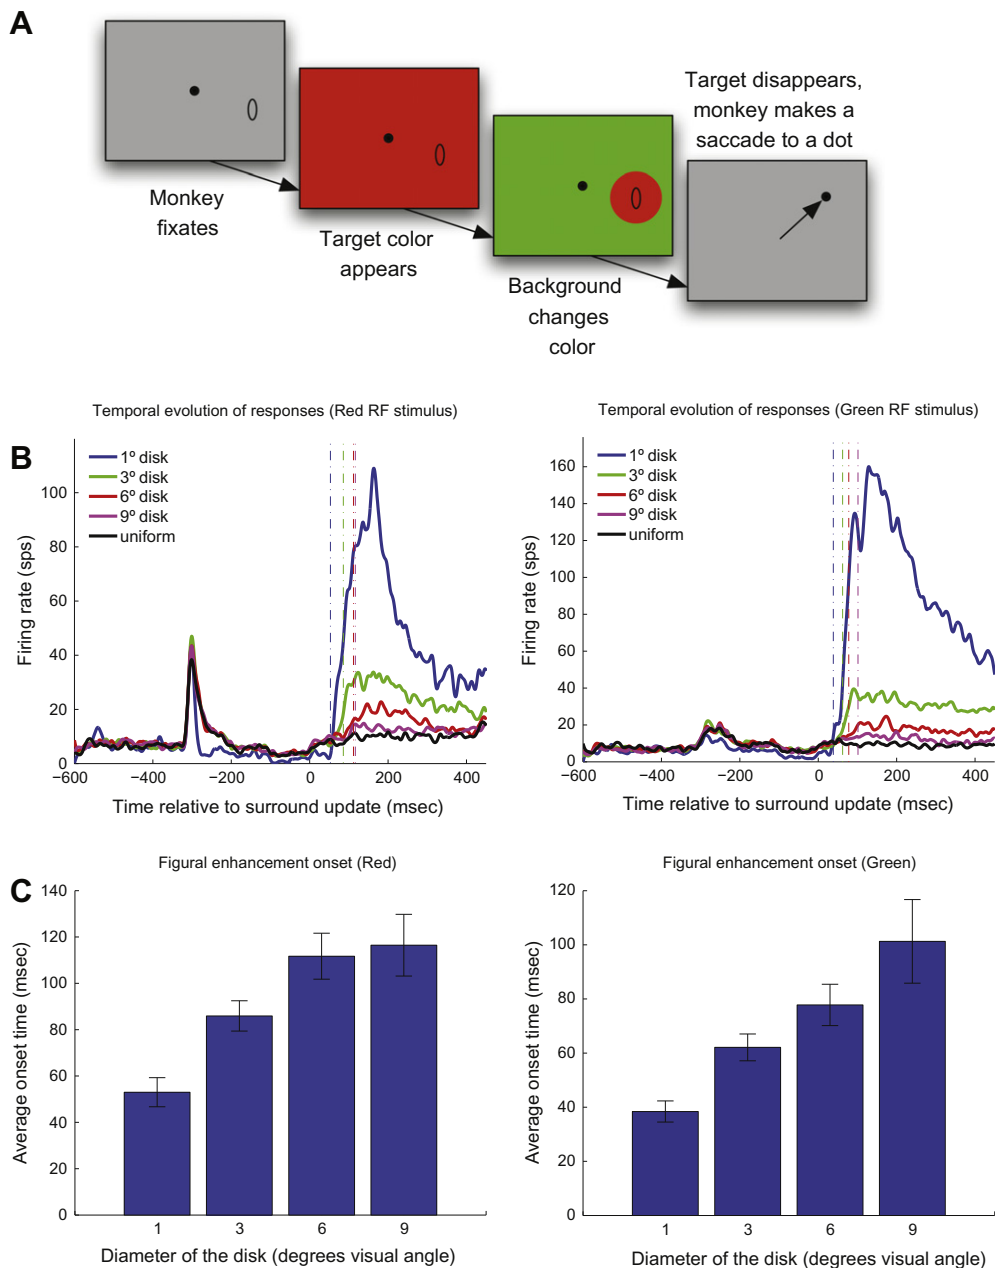 A
Monkey
fixates
Target color
appears
Background
changes
color
Target disappears,
monkey makes a
saccade to a dot
B
Temporal evolution of responses (Red RF stimulus)
1º disk
3º disk
6º disk
9º disk
uniform
Firing rate (sps)
100
80
60
40
20
0
−600
−400
−200
0
200
400
Time relative to surround update (msec)
Temporal evolution of responses (Green RF stimulus)
1º disk
3º disk
6º disk
9º disk
uniform
Firing rate (sps)
160
140
120
100
80
60
40
20
0
−600
−400
−200
0
200
400
Time relative to surround update (msec)
C
Figural enhancement onset (Red)
Average onset time (msec)
140
120
100
80
60
40
20
0
1
3
6
9
Diameter of the disk (degrees visual angle)
Figural enhancement onset (Green)
Average onset time (msec)
120
100
80
60
40
20
0
1
3
6
9
Diameter of the disk (degrees visual angle)